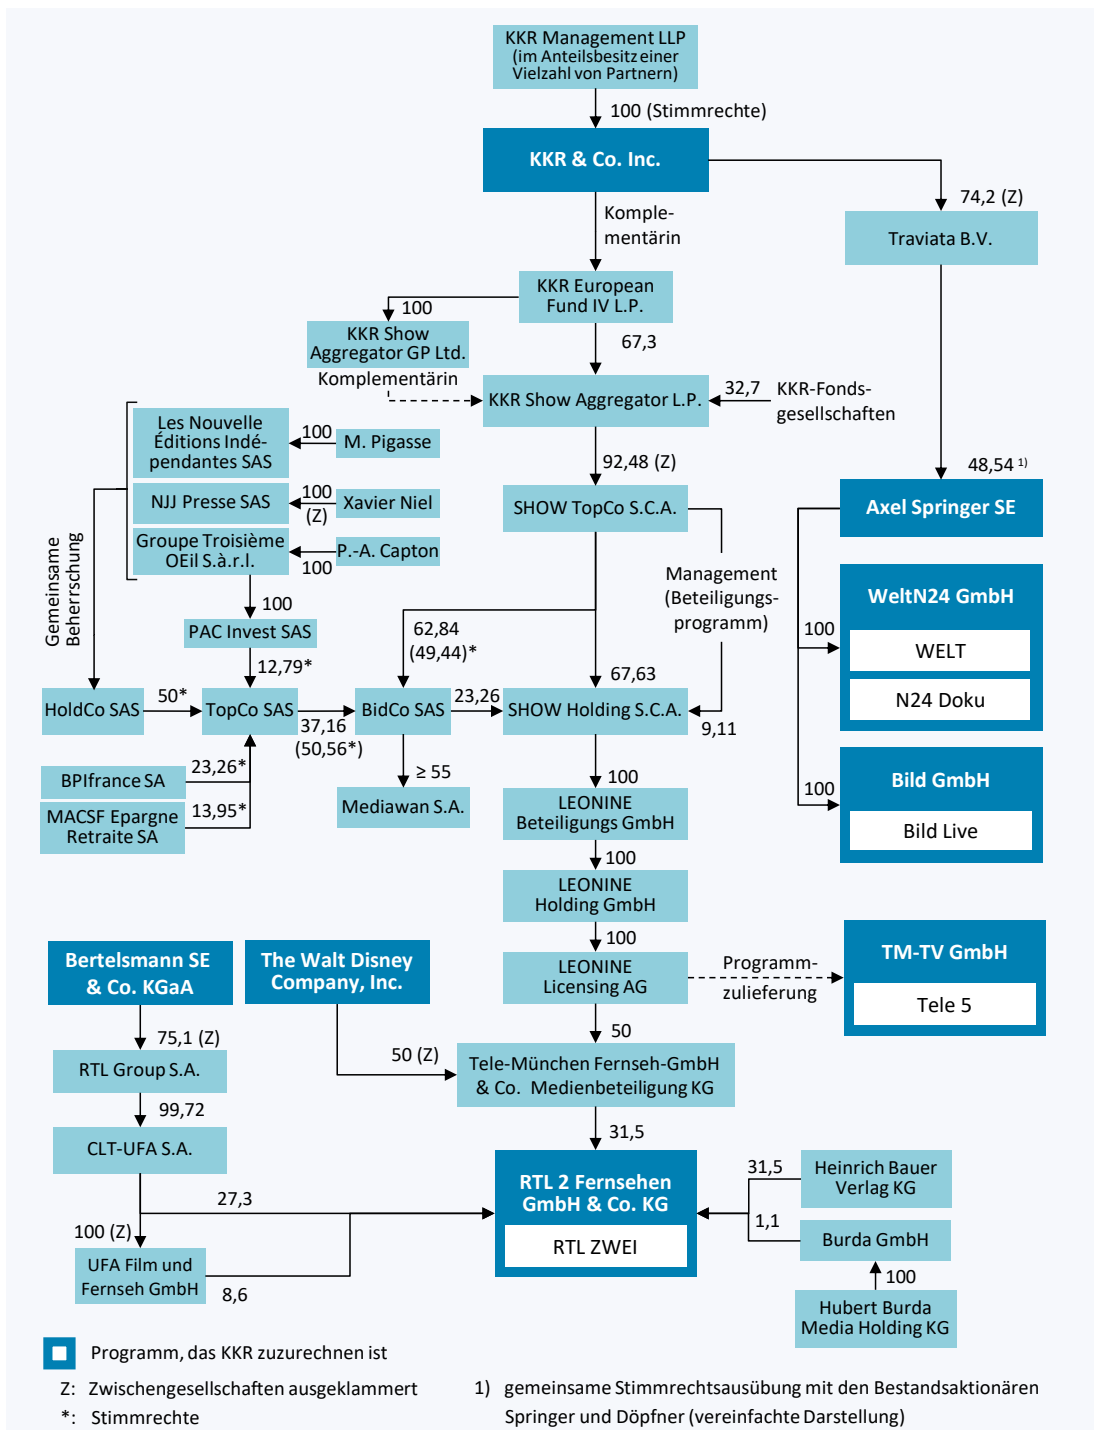 KKR Management LLP
(im Anteilsbesitz einer
Vielzahl von Partnern)
100 (Stimmrechte)
KKR & Co. Inc.
74,2 (Z)
Komple-
mentärin
Traviata B.V.
KKR European
Fund IV L.P.
100
KKR Show
Aggregator GP Ltd.
67,3
Komplementärin
KKR Show Aggregator L.P.
32,7
KKR-Fonds-
gesellschaften
Les Nouvelle
Éditions Indé-
pendantes SAS
100
M. Pigasse
92,48 (Z)
48,54 1)
NJJ Presse SAS
100
(Z)
Xavier Niel
SHOW TopCo S.C.A.
Axel Springer SE
Groupe Troisième
OEil S.à.r.l.
100
P.-A. Capton
Gemeinsame
Beherrschung
Management
(Beteiligungs-
programm)
WeltN24 GmbH
100
WELT
N24 Doku
100
PAC Invest SAS
62,84
(49,44)*
12,79*
67,63
HoldCo SAS
50*
TopCo SAS
37,16
(50,56*)
BidCo SAS
23,26
SHOW Holding S.C.A.
9,11
BPIfrance SA
23,26*
MACSF Epargne
Retraite SA
13,95*
≥ 55
Mediawan S.A.
100
LEONINE
Beteiligungs GmbH
100
Bild GmbH
Bild Live
100
LEONINE
Holding GmbH
100
LEONINE
Licensing AG
Programm-
zulieferung
TM-TV GmbH
Tele 5
Bertelsmann SE
& Co. KGaA
The Walt Disney
Company, Inc.
75,1 (Z)
50
50 (Z)
RTL Group S.A.
Tele-München Fernseh-GmbH
& Co. Medienbeteiligung KG
99,72
CLT-UFA S.A.
31,5
27,3
RTL 2 Fernsehen
GmbH & Co. KG
RTL ZWEI
31,5
Heinrich Bauer
Verlag KG
1,1
Burda GmbH
100 (Z)
UFA Film und
Fernseh GmbH
8,6
100
Hubert Burda
Media Holding KG
Programm, das KKR zuzurechnen ist
Z: Zwischengesellschaften ausgeklammert
*: Stimmrechte
1) gemeinsame Stimmrechtsausübung mit den Bestandsaktionären
Springer und Döpfner (vereinfachte Darstellung)